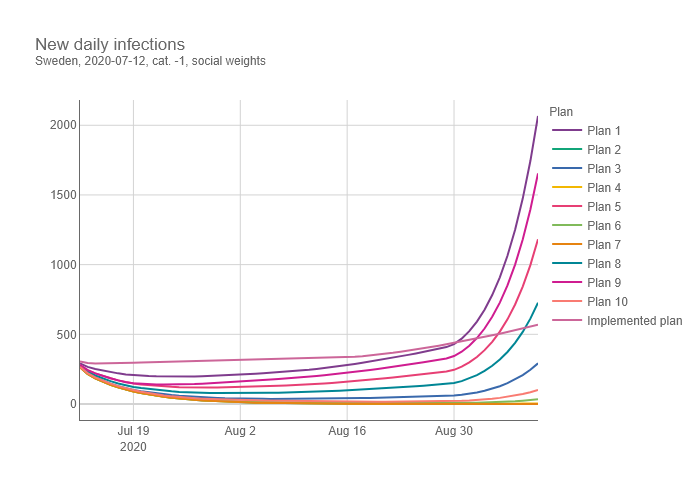 New daily infections
Sweden, 2020-07-12, cat. -1, social weights
2000
1500
1000
500
0
Jul 19
2020
Aug 2
Aug 16
Aug 30
Plan
Plan 1
Plan 2
Plan 3
Plan 4
Plan 5
Plan 6
Plan 7
Plan 8
Plan 9
Plan 10
Implemented plan